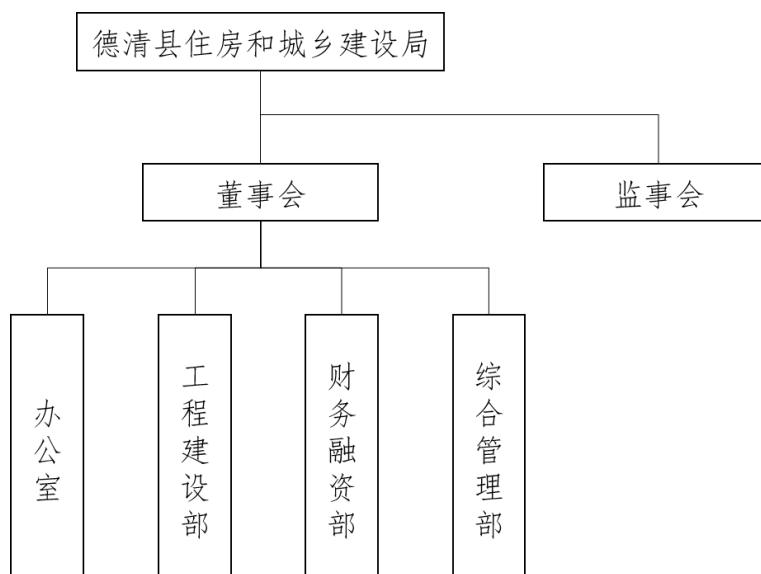 德清县住房和城乡建设局
董事会
监事会
办公室
工程建设部
财务融资部
综合管理部